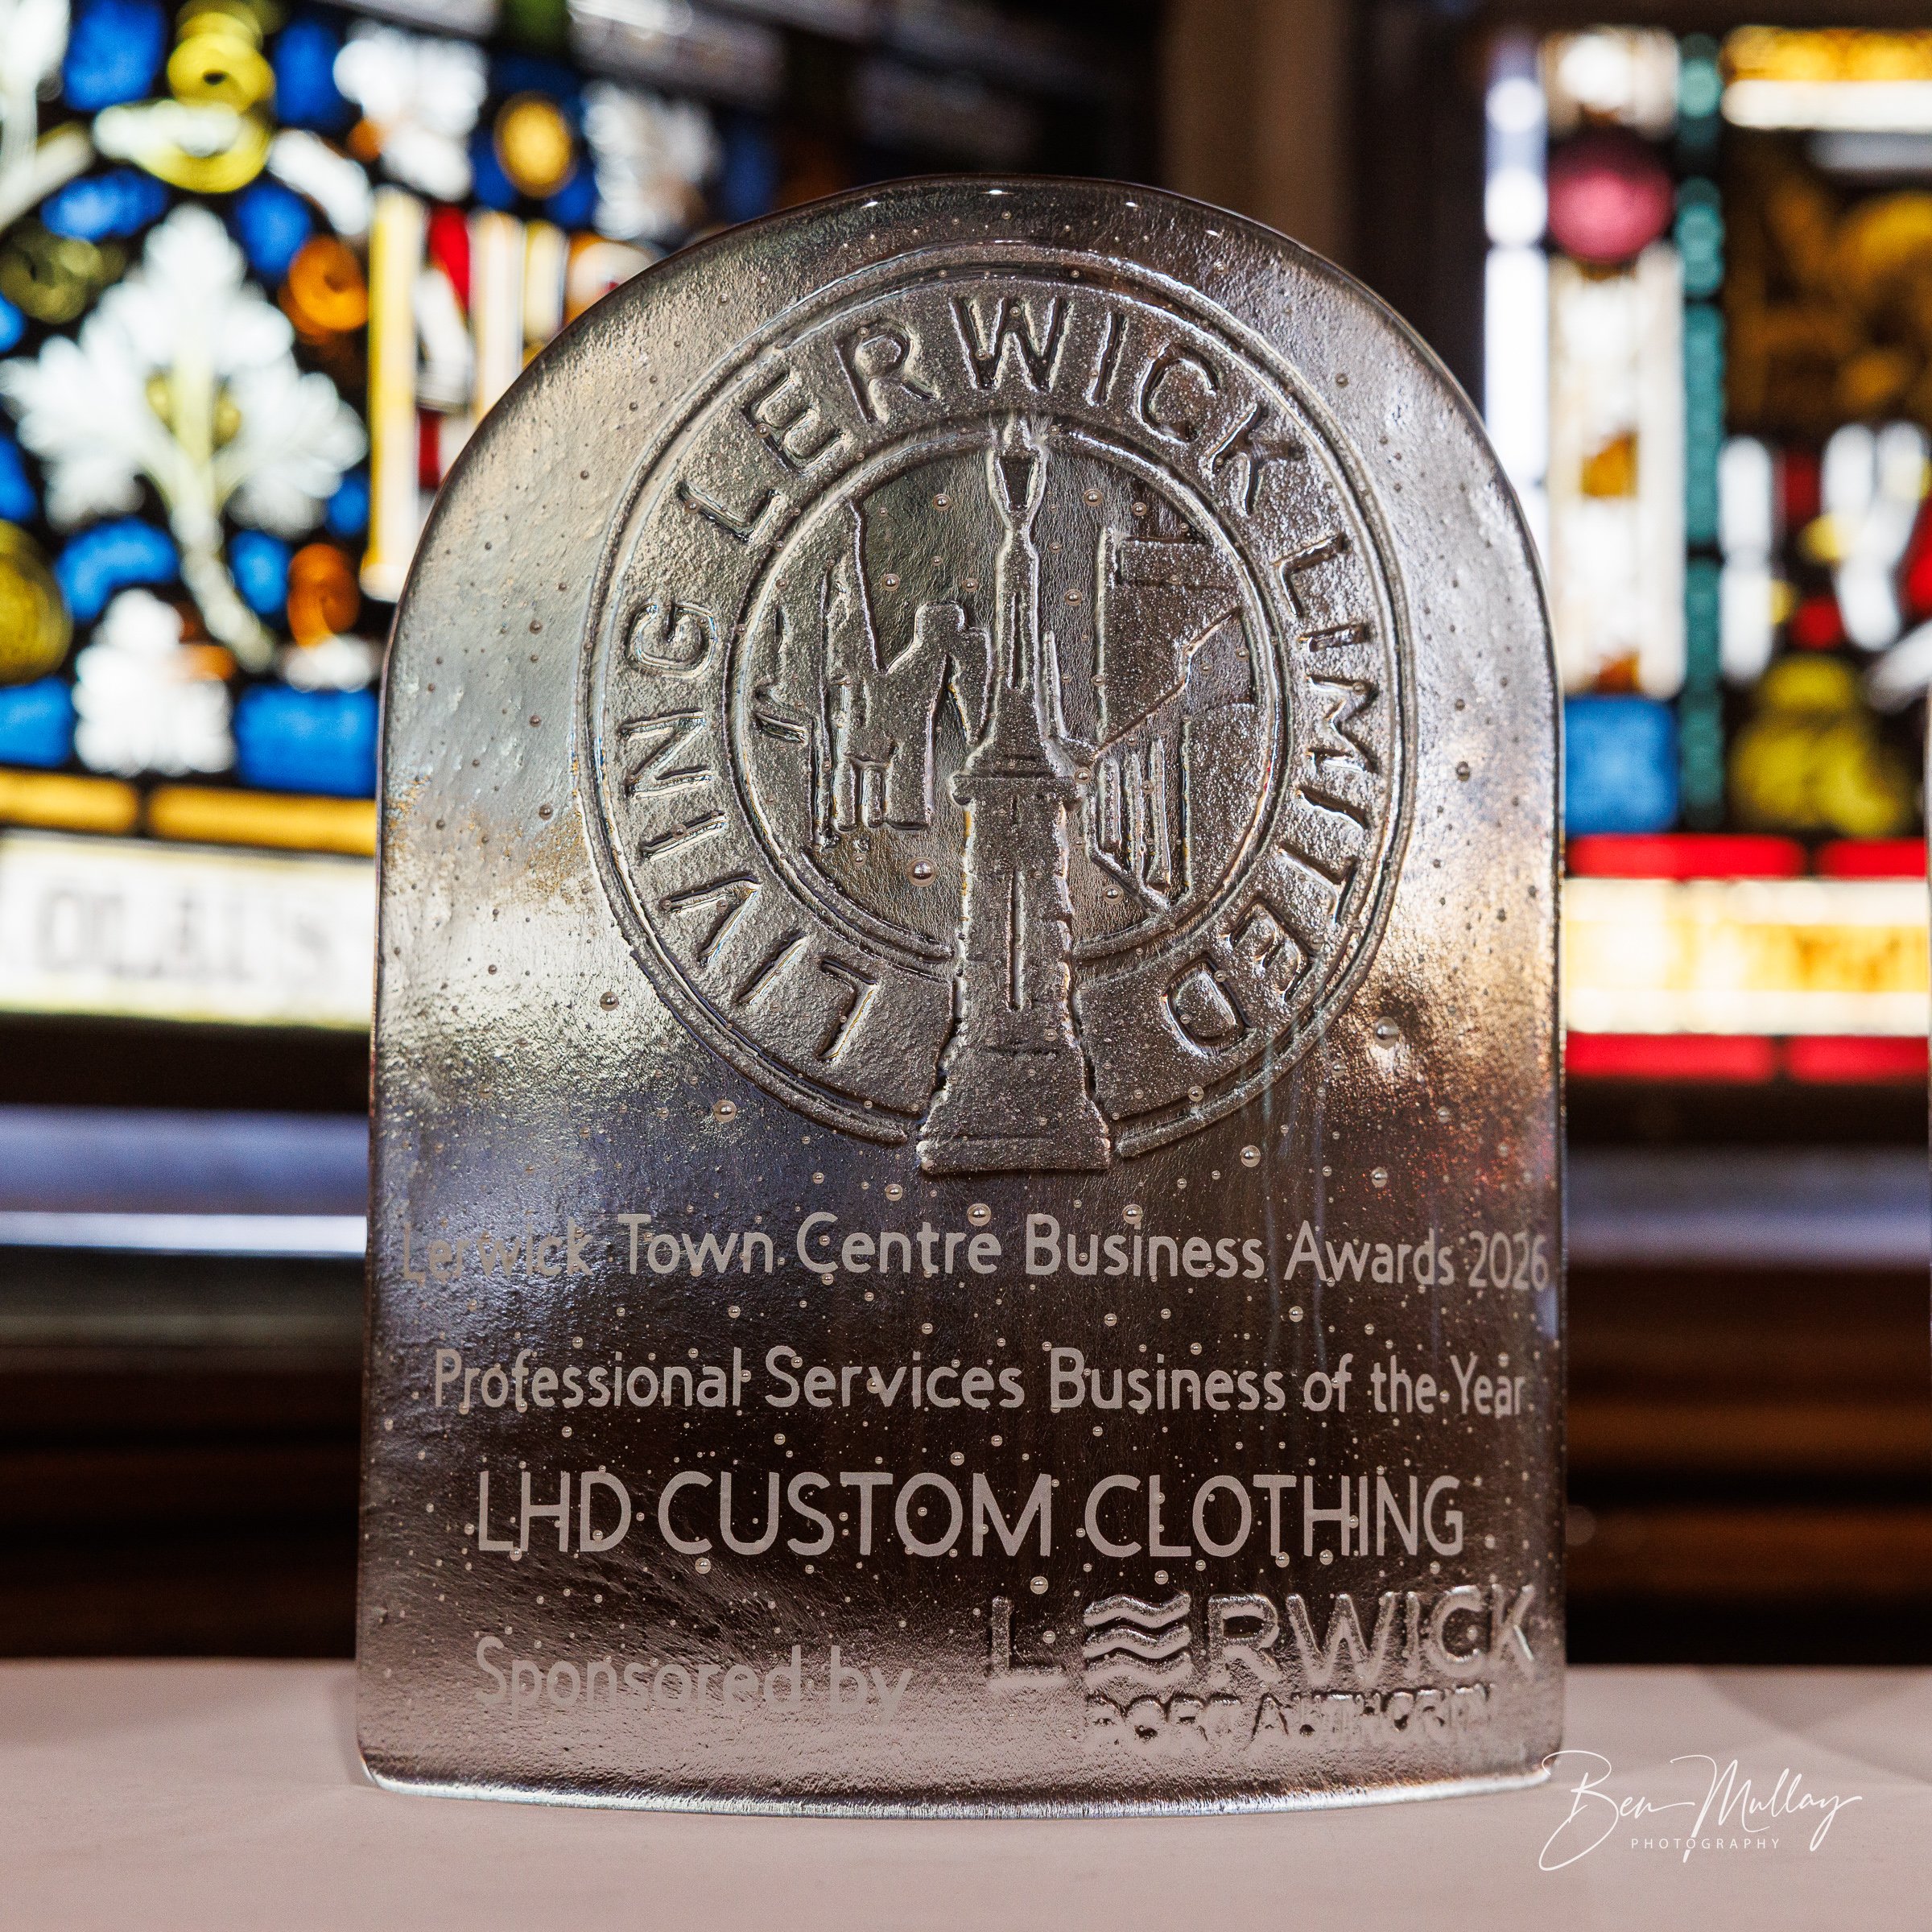 LIVING LERWICK LIMITED
Lerwick Town Centre Business Awards 2026
Professional Services Business of the Year
LHD CUSTOM CLOTHING
Sponsored by LERWICK
PORT AUTHORITY
Ben Mullay
PHOTOGRAPHY